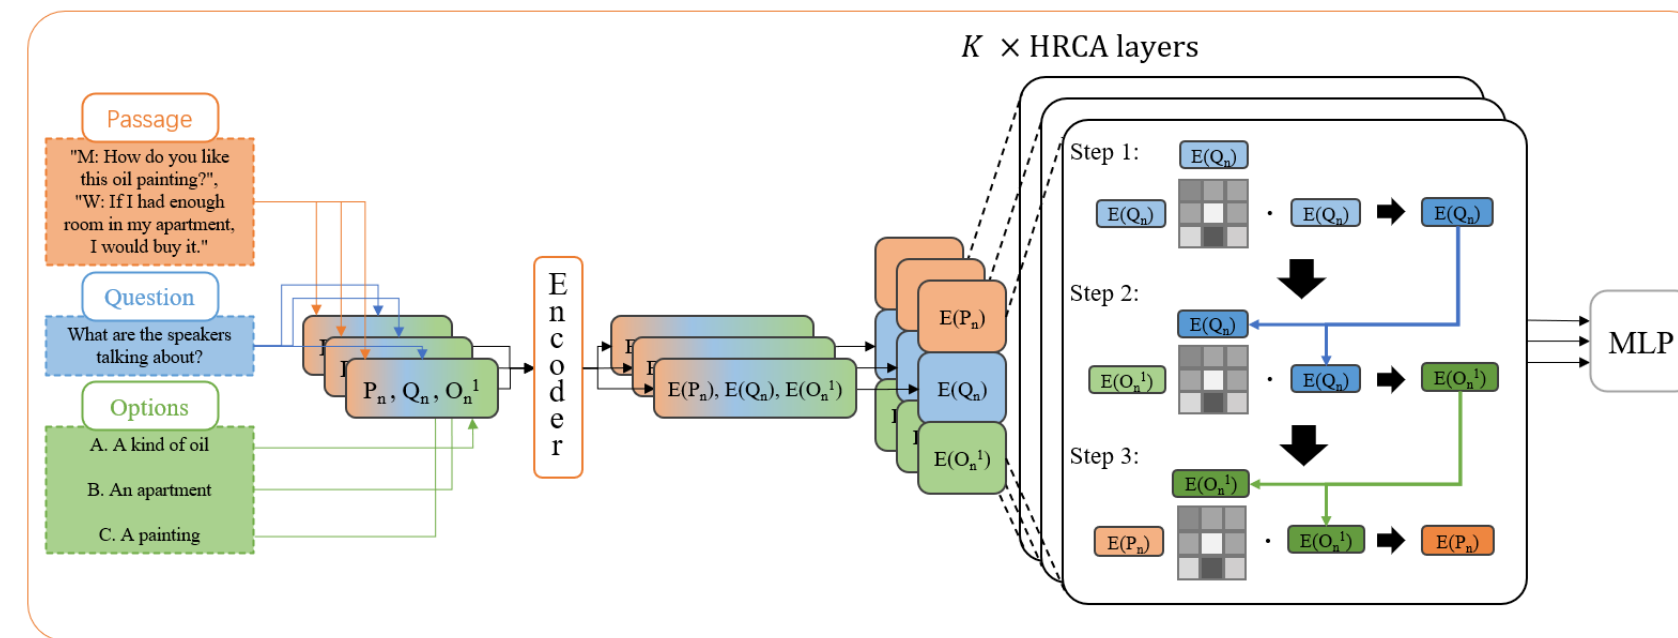 K × HRCA layers
Passage
"M: How do you like
this oil painting?",
"W: If I had enough
room in my apartment,
I would buy it."
Question
What are the speakers
talking about?
Options
A. A kind of oil
B. An apartment
C. A painting
Pₙ, Qₙ, Oₙ¹
Encoder
E(Pₙ), E(Qₙ), E(Oₙ¹)
E(Pₙ)
E(Qₙ)
E(Oₙ¹)
Step 1:
E(Qₙ)
E(Qₙ) · E(Qₙ) E(Qₙ)
Step 2:
E(Qₙ)
E(Oₙ¹) · E(Qₙ) E(Oₙ¹)
Step 3:
E(Oₙ¹)
E(Pₙ) · E(Oₙ¹) E(Pₙ)
MLP